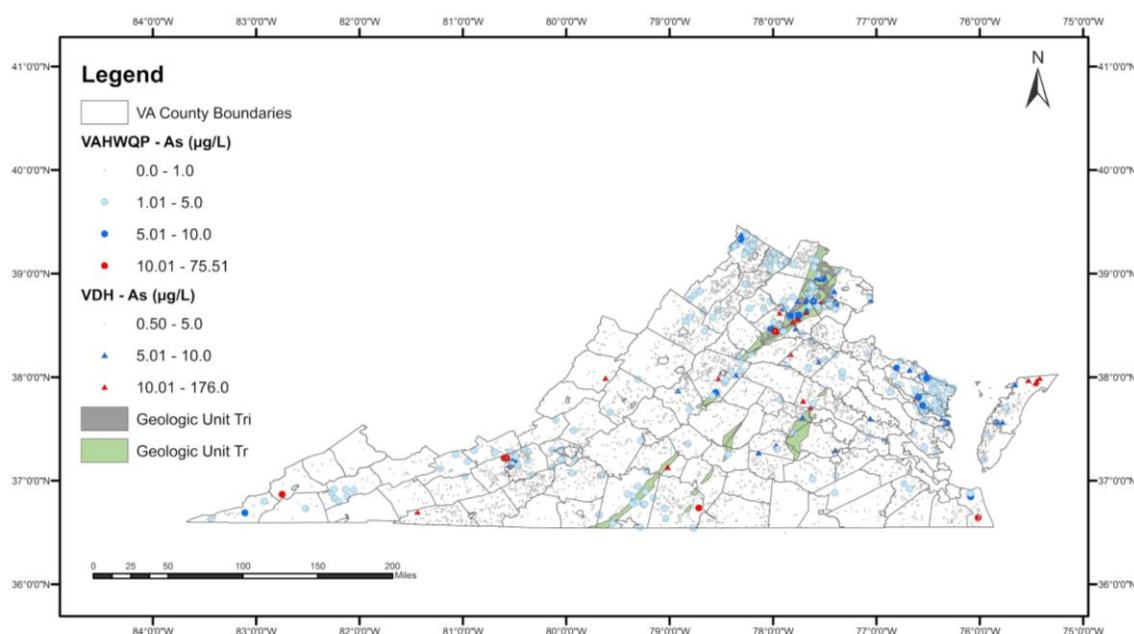 84°0'0"W 83°0'0"W 82°0'0"W 81°0'0"W 80°0'0"W 79°0'0"W 78°0'0"W 77°0'0"W 76°0'0"W 75°0'0"W
41°0'0"N 41°0'0"N
N
Legend
VA County Boundaries
VAHWQP - As (µg/L)
0.0 - 1.0
40°0'0"N 40°0'0"N
1.01 - 5.0
5.01 - 10.0
10.01 - 75.51
39°0'0"N 39°0'0"N
VDH - As (µg/L)
0.50 - 5.0
5.01 - 10.0
10.01 - 176.0
38°0'0"N 38°0'0"N
Geologic Unit Tri
Geologic Unit Tr
37°0'0"N 37°0'0"N
0 25 50 100 150 200
Miles
36°0'0"N 36°0'0"N
84°0'0"W 83°0'0"W 82°0'0"W 81°0'0"W 80°0'0"W 79°0'0"W 78°0'0"W 77°0'0"W 76°0'0"W 75°0'0"W